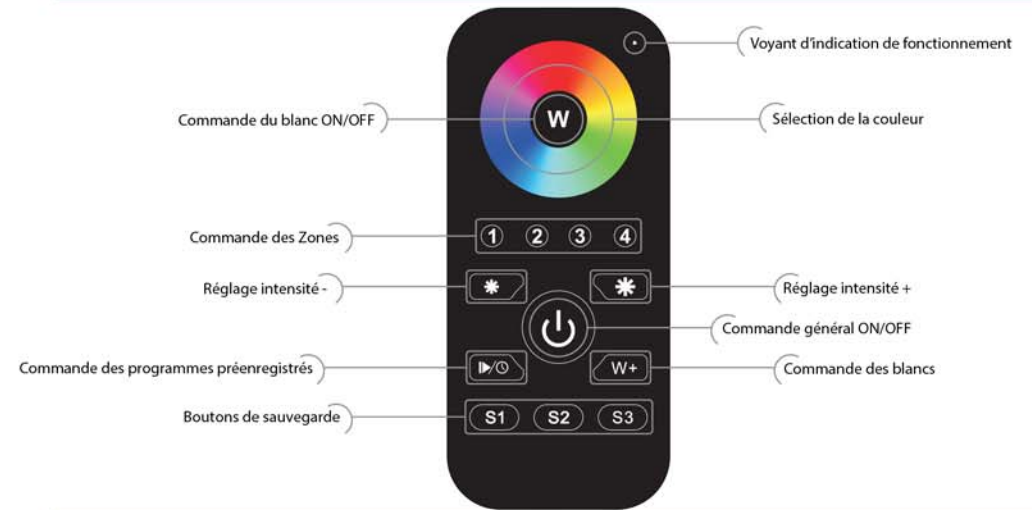 Voyant d'indication de fonctionnement
Commande du blanc ON/OFF
W
Sélection de la couleur
Commande des Zones
1 2 3 4
Réglage intensité -
Réglage intensité +
Commande général ON/OFF
Commande des programmes préenregistrés
W+
Commande des blancs
Boutons de sauvegarde
S1 S2 S3